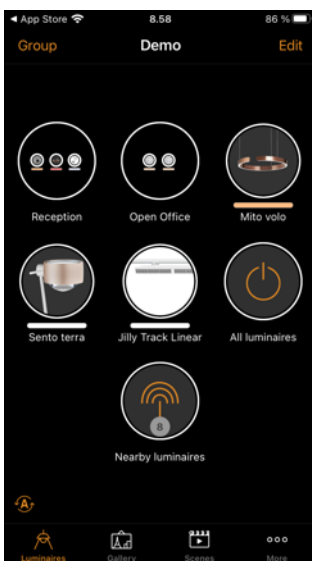 App Store 8.58 86 %
Group Demo Edit
Reception Open Office Mito volo
Sento terra Jilly Track Linear All luminaires
8
Nearby luminaires
A
Luminaires Gallery Scenes More